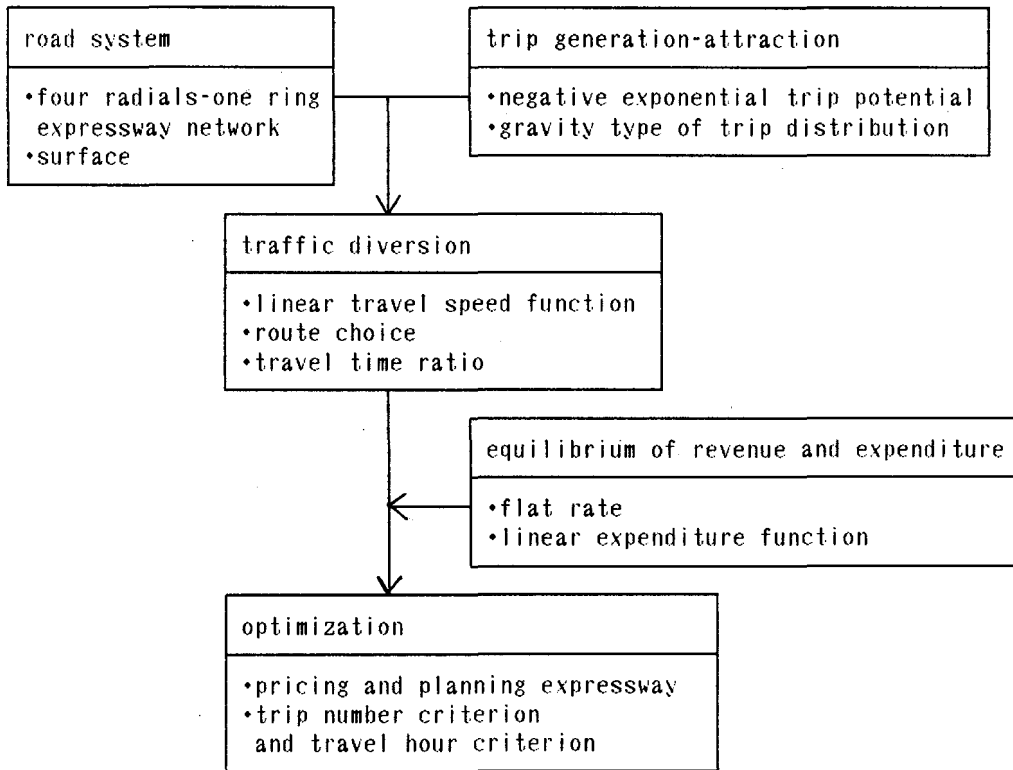 road system
•four radials-one ring
expressway network
•surface
trip generation-attraction
•negative exponential trip potential
•gravity type of trip distribution
traffic diversion
•linear travel speed function
•route choice
•travel time ratio
equilibrium of revenue and expenditure
•flat rate
•linear expenditure function
optimization
•pricing and planning expressway
•trip number criterion
and travel hour criterion